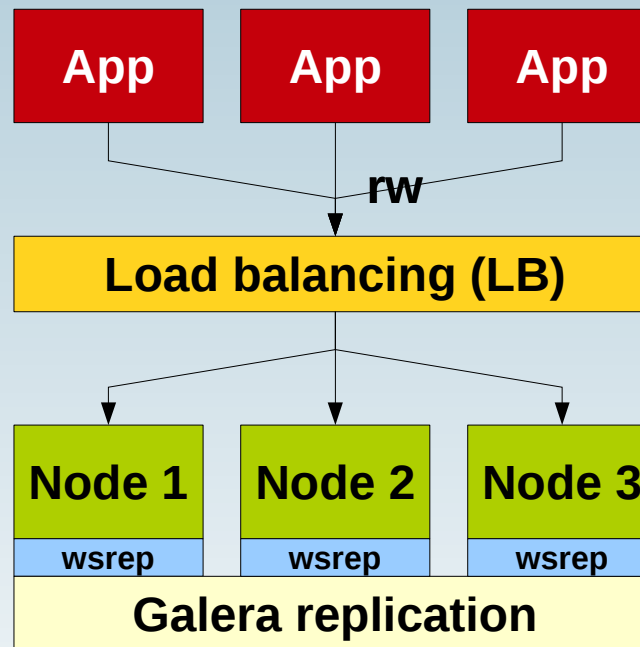 App App App
rw
Load balancing (LB)
Node 1 Node 2 Node 3
wsrep wsrep wsrep
Galera replication